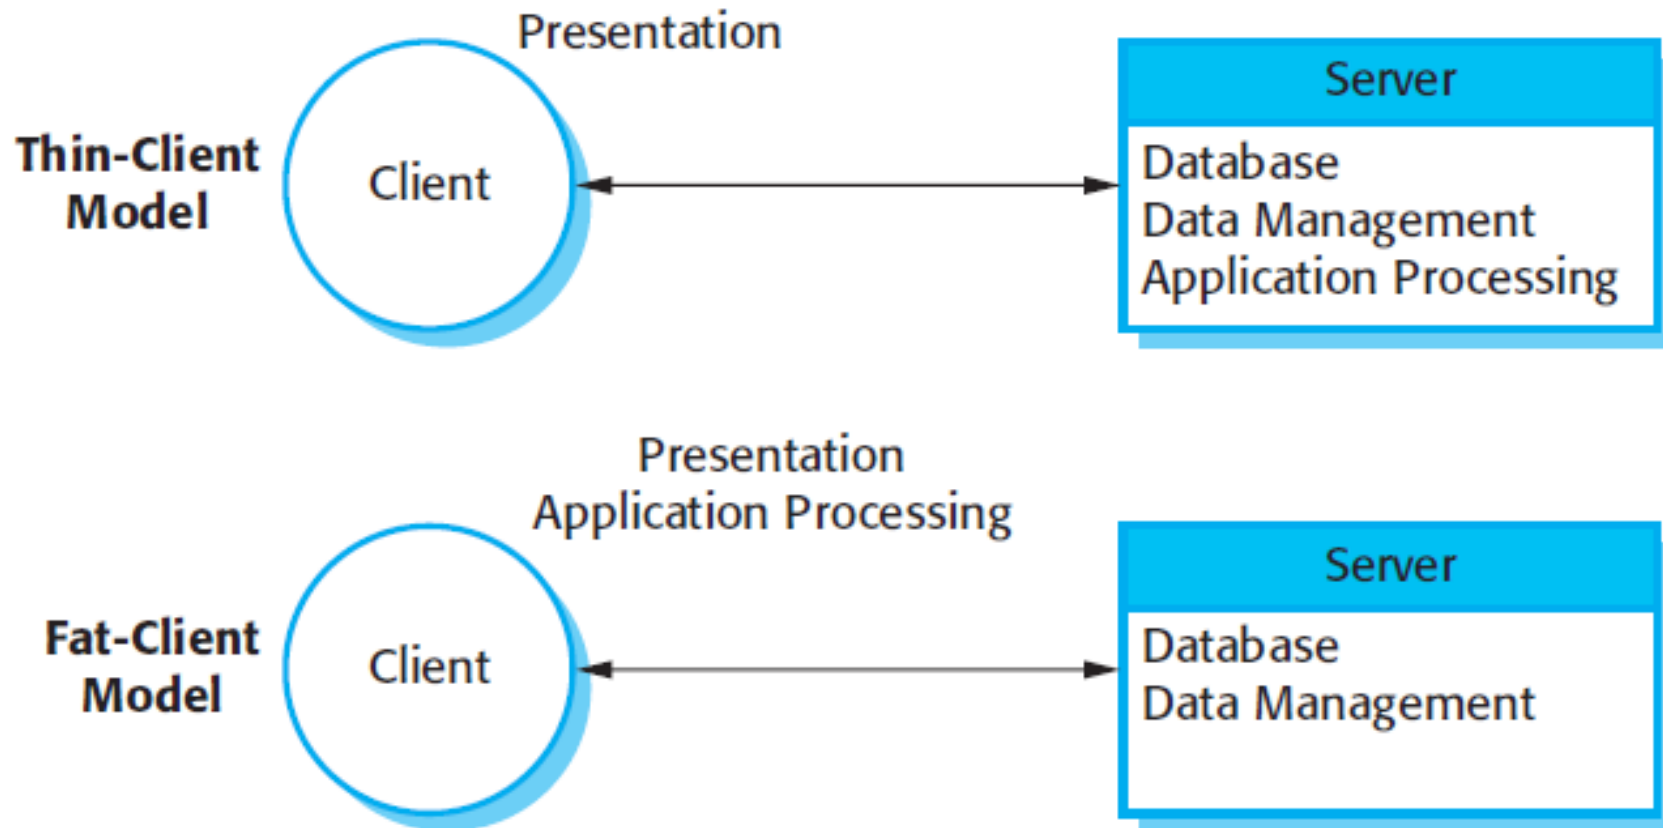 Presentation
Thin-Client
Model
Client
Server
Database
Data Management
Application Processing
Presentation
Application Processing
Fat-Client
Model
Client
Server
Database
Data Management